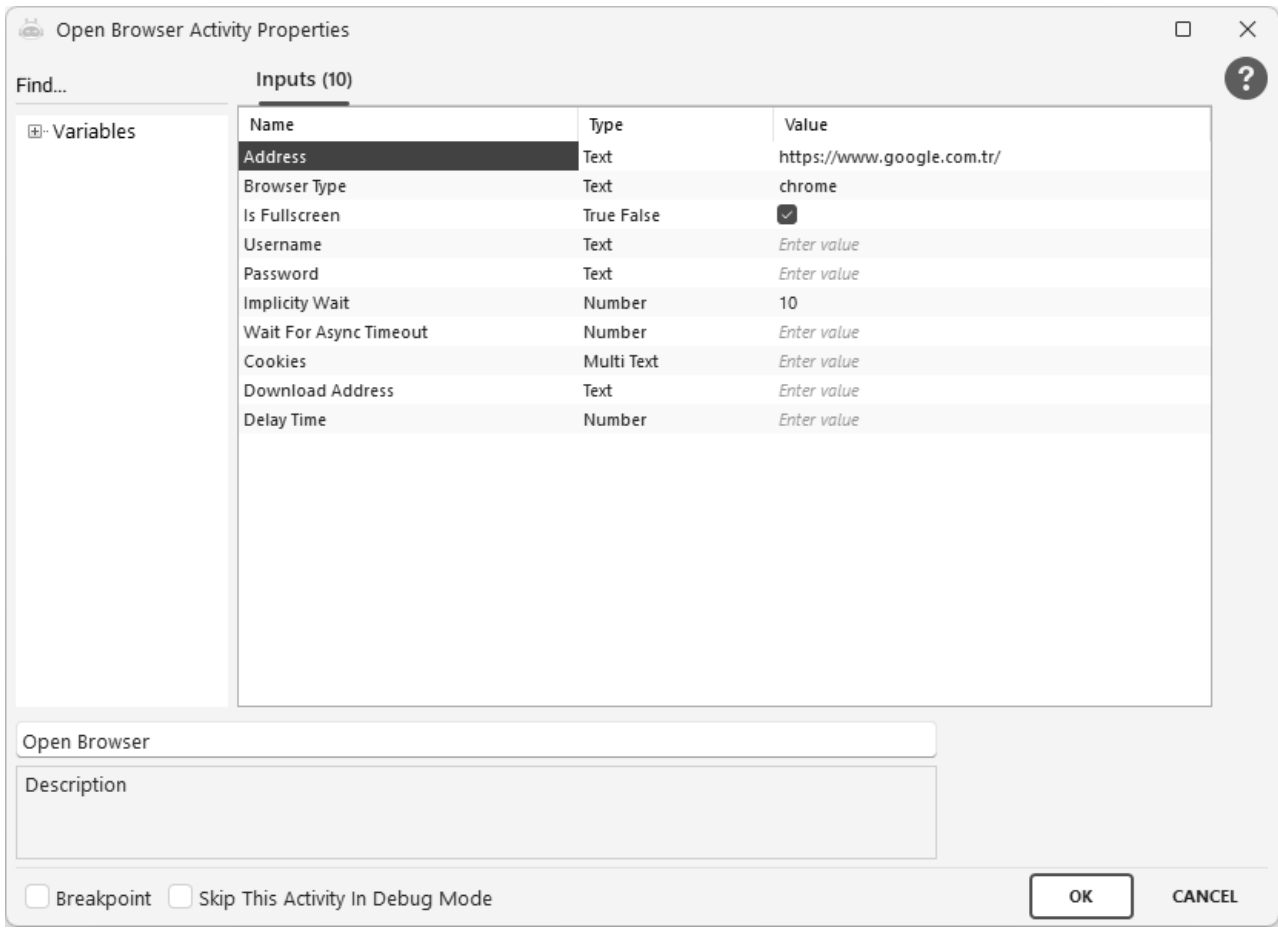 Open Browser Activity Properties
Find...
Inputs (10)
?
Variables
Name Type Value
Address Text https://www.google.com.tr/
Browser Type Text chrome
Is Fullscreen True False
Username Text Enter value
Password Text Enter value
Implicity Wait Number 10
Wait For Async Timeout Number Enter value
Cookies Multi Text Enter value
Download Address Text Enter value
Delay Time Number Enter value
Open Browser
Description
Breakpoint Skip This Activity In Debug Mode OK CANCEL